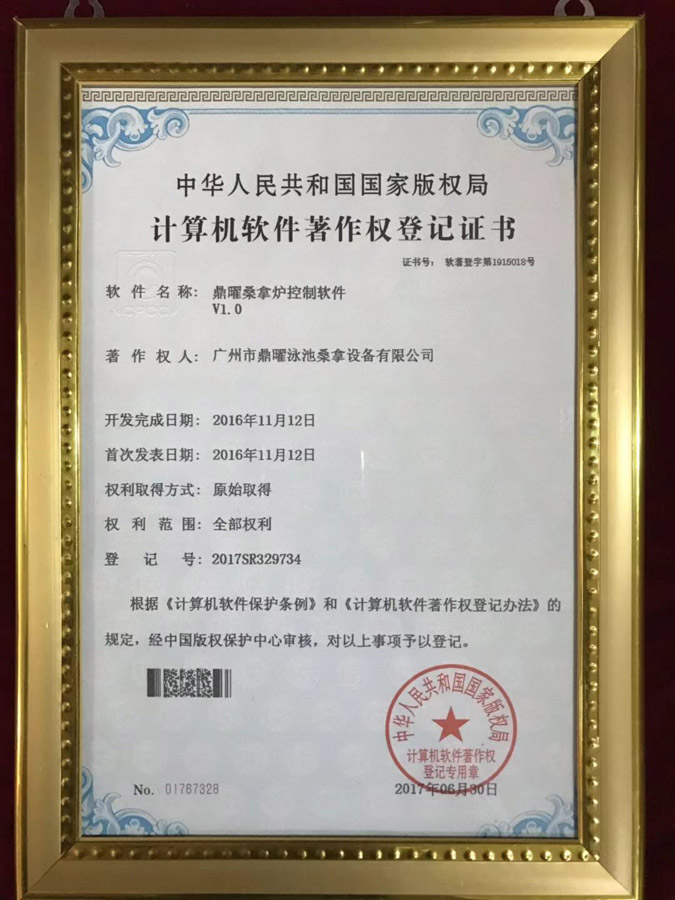 中华人民共和国国家版权局
计算机软件著作权登记证书
证书号： 软著登字第1915018号
软件名称： 鼎曜桑拿炉控制软件
V1.0
著作权人： 广州市鼎曜泳池桑拿设备有限公司
开发完成日期： 2016年11月12日
首次发表日期： 2016年11月12日
权利取得方式： 原始取得
权利范围： 全部权利
登记号： 2017SR329734
根据《计算机软件保护条例》和《计算机软件著作权登记办法》的
规定，经中国版权保护中心审核，对以上事项予以登记。
中华人民共和国国家版权局
计算机软件著作权
登记专用章
No. 01767328
2017年06月30日